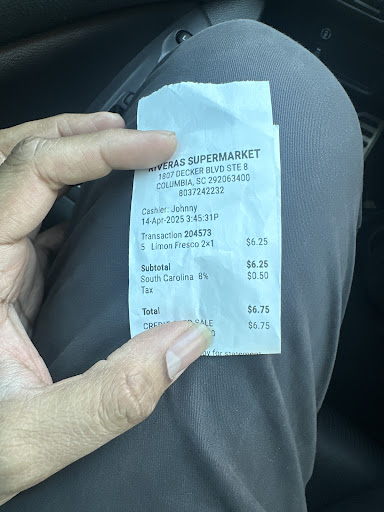 RIVERAS SUPERMARKET
1807 DECKER BLVD STE 8
COLUMBIA, SC 292063400
8037242232
Cashier: Johnny
14-Apr-2025 3:45:31P
Transaction 204573
5 Limon Fresco 2x1 $6.25
Subtotal $6.25
South Carolina 8% $0.50
Tax
Total $6.75
SALE $6.75